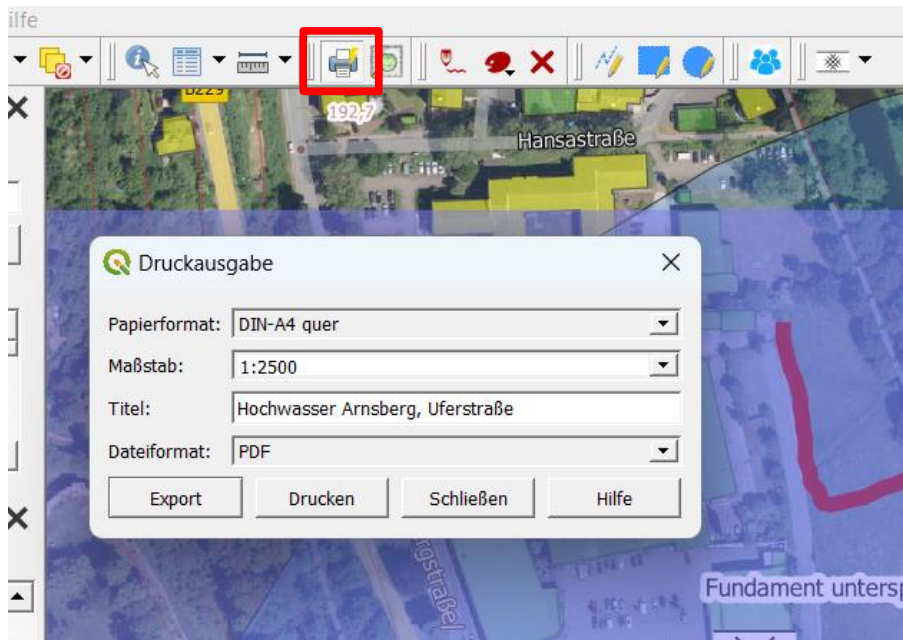 ilfe
B229
192,7
Hansastraße
Druckausgabe
Papierformat: DIN-A4 quer
Maßstab: 1:2500
Titel: Hochwasser Arnsberg, Uferstraße
Dateiformat: PDF
Export Drucken Schließen Hilfe
rgstraße
Fundament untersp